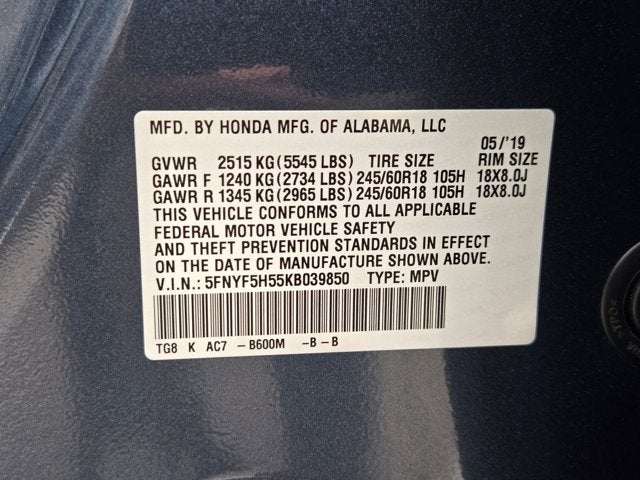 MFD. BY HONDA MFG. OF ALABAMA, LLC
05/'19
GVWR 2515 KG (5545 LBS) TIRE SIZE RIM SIZE
GAWR F 1240 KG (2734 LBS) 245/60R18 105H 18X8.0J
GAWR R 1345 KG (2965 LBS) 245/60R18 105H 18X8.0J
THIS VEHICLE CONFORMS TO ALL APPLICABLE
FEDERAL MOTOR VEHICLE SAFETY
AND THEFT PREVENTION STANDARDS IN EFFECT
ON THE DATE OF MANUFACTURE SHOWN ABOVE.
V.I.N.: 5FNYF5H55KB039850 TYPE: MPV
TG8 K AC7 -B600M -B-B